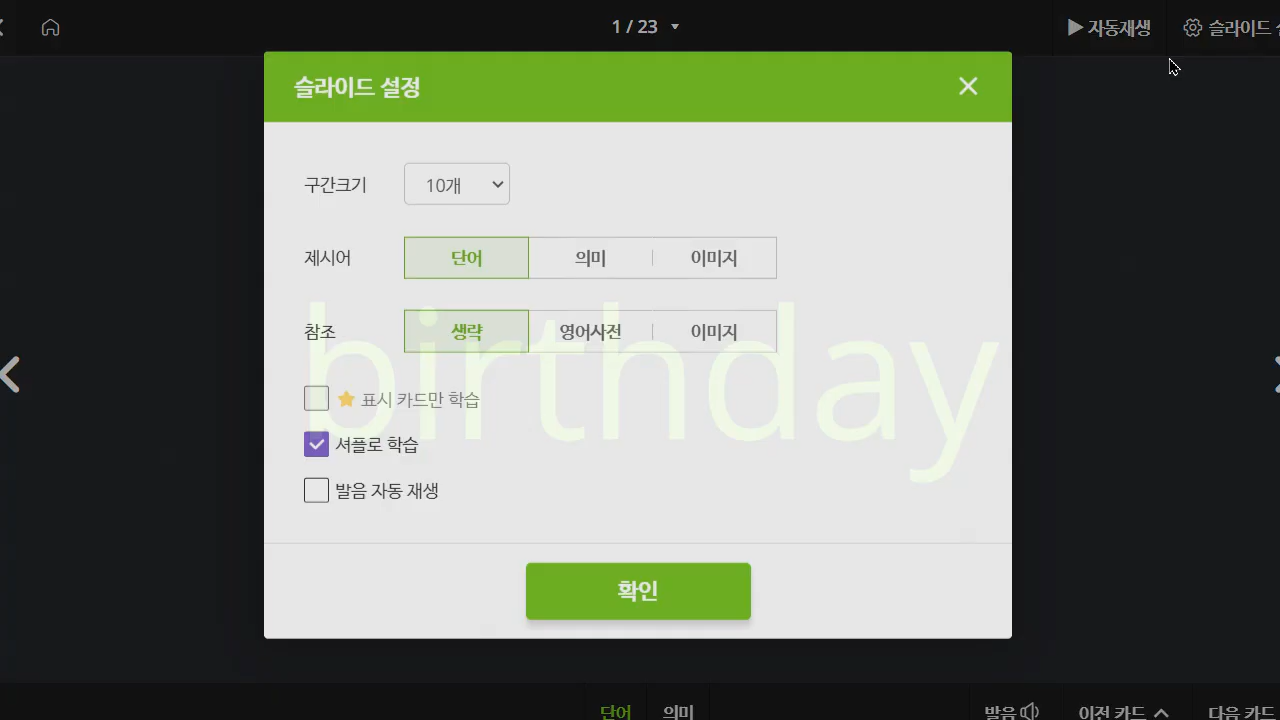 1 / 23
자동재생
슬라이드
슬라이드 설정
구간크기 10개
제시어 단어 의미 이미지
birthday
참조 생략 영어사전 이미지
표시 카드만 학습
셔플로 학습
발음 자동 재생
확인
단어 의미 발음 이전 카드 다음 카드